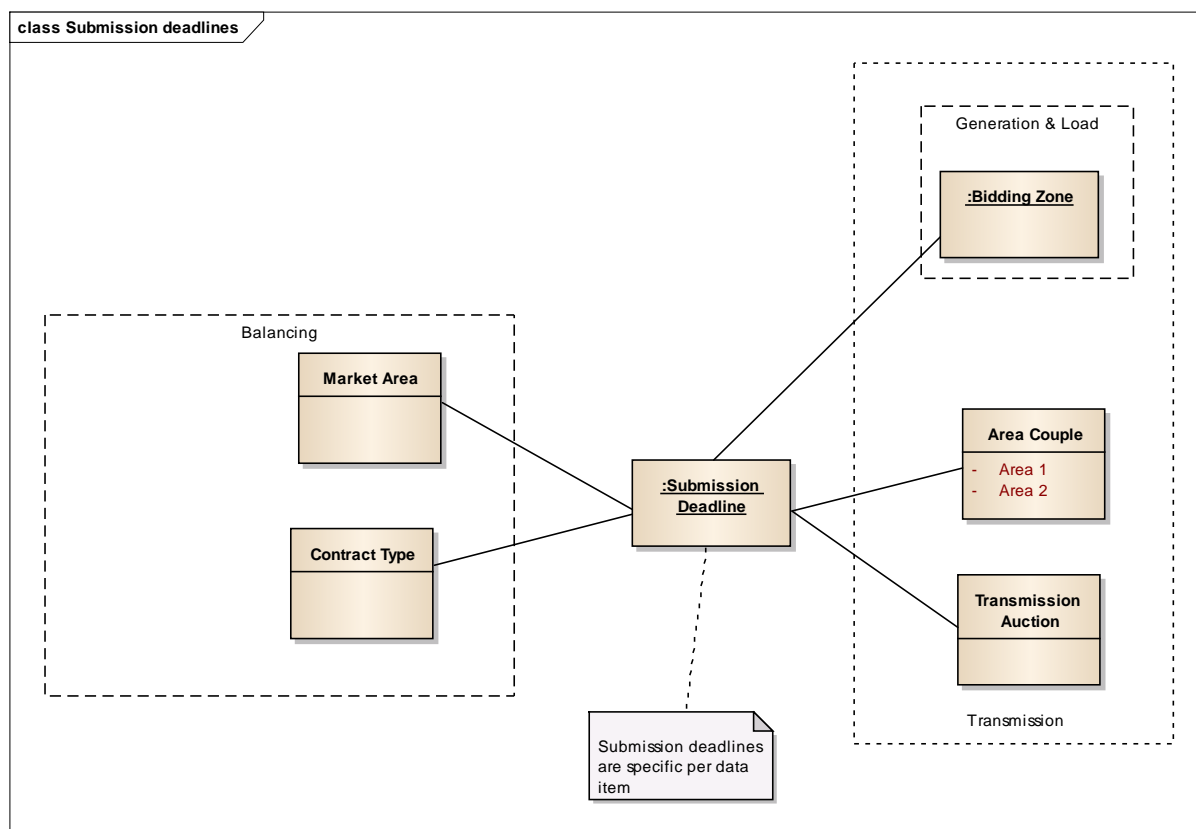 class Submission deadlines
Generation & Load
:Bidding Zone
Balancing
Market Area
Area Couple
- Area 1
- Area 2
:Submission
Deadline
Contract Type
Transmission
Auction
Transmission
Submission deadlines
are specific per data
item